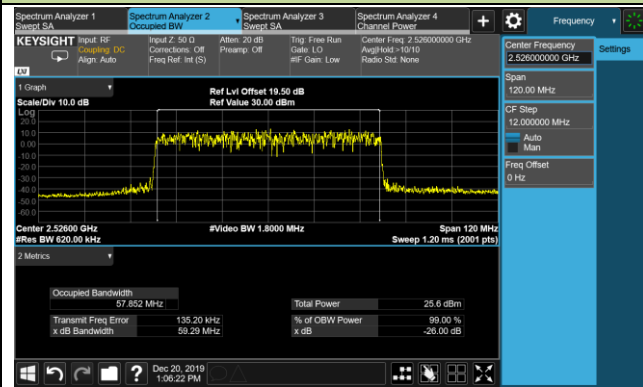 Spectrum Analyzer 1
Swept SA
Spectrum Analyzer 2
Occupied BW
Spectrum Analyzer 3
Swept SA
Spectrum Analyzer 4
Channel Power
+
Frequency
KEYSIGHT
LXI
Input: RF
Coupling: DC
Align: Auto
Input Z: 50 Ω
Corrections: Off
Freq Ref: Int (S)
Atten: 20 dB
Preamp: Off
Trig: Free Run
Gate: LO
#IF Gain: Low
Center Freq: 2.526000000 GHz
Avg|Hold:>10/10
Radio Std: None
Center Frequency
2.526000000 GHz
Settings
Span
120.00 MHz
CF Step
12.000000 MHz
Auto
Man
Freq Offset
0 Hz
1 Graph
Scale/Div 10.0 dB
Ref Lvl Offset 19.50 dB
Ref Value 30.00 dBm
Log
20.0
10.0
0.00
-10.0
-20.0
-30.0
-40.0
-50.0
-60.0
Center 2.52600 GHz
#Res BW 620.00 kHz
#Video BW 1.8000 MHz
Span 120 MHz
Sweep 1.20 ms (2001 pts)
2 Metrics
Occupied Bandwidth
57.852 MHz
Total Power 25.6 dBm
Transmit Freq Error 135.20 kHz
% of OBW Power 99.00 %
x dB Bandwidth 59.29 MHz
x dB -26.00 dB
?
Dec 20, 2019
1:06:22 PM